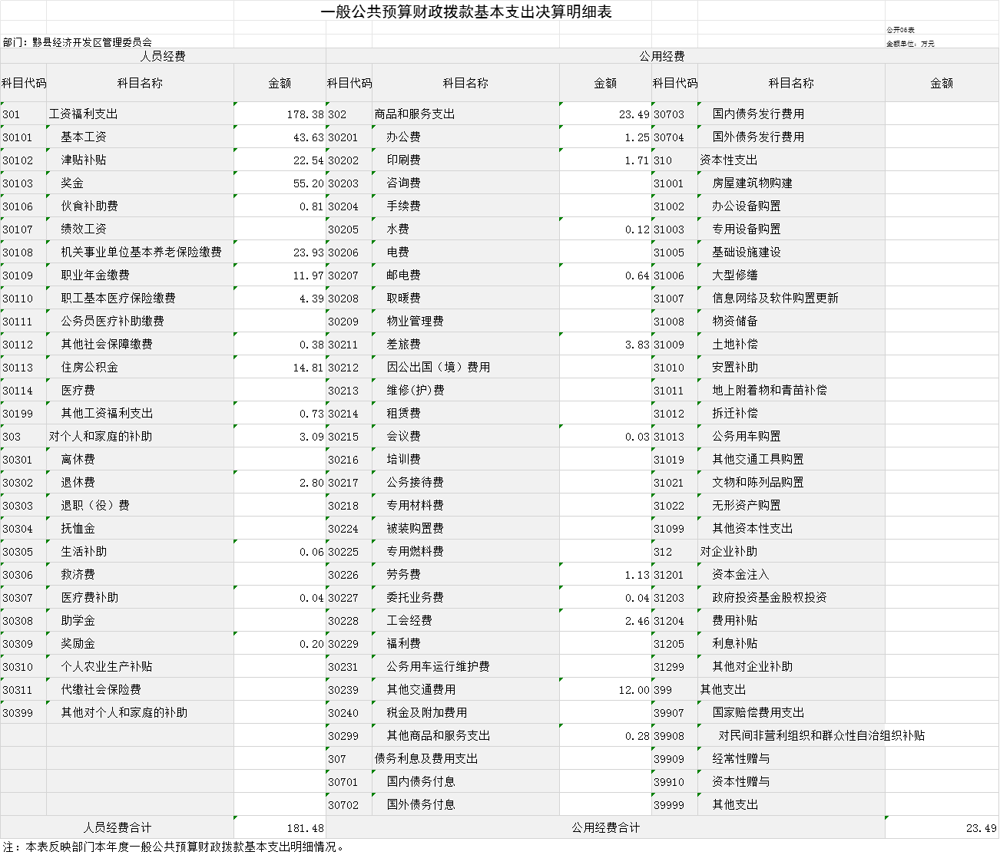 一般公共预算财政拨款基本支出决算明细表
公开06表
部门：黟县经济开发区管理委员会 金额单位：万元
人员经费 公用经费
科目代码 科目名称 金额 科目代码 科目名称 金额 科目代码 科目名称 金额
301 工资福利支出 178.38 302 商品和服务支出 23.49 30703 国内债务发行费用
30101 基本工资 43.63 30201 办公费 1.25 30704 国外债务发行费用
30102 津贴补贴 22.54 30202 印刷费 1.71 310 资本性支出
30103 奖金 55.20 30203 咨询费 31001 房屋建筑物购建
30106 伙食补助费 0.81 30204 手续费 31002 办公设备购置
30107 绩效工资 30205 水费 0.12 31003 专用设备购置
30108 机关事业单位基本养老保险缴费 23.93 30206 电费 31005 基础设施建设
30109 职业年金缴费 11.97 30207 邮电费 0.64 31006 大型修缮
30110 职工基本医疗保险缴费 4.39 30208 取暖费 31007 信息网络及软件购置更新
30111 公务员医疗补助缴费 30209 物业管理费 31008 物资储备
30112 其他社会保障缴费 0.38 30211 差旅费 3.83 31009 土地补偿
30113 住房公积金 14.81 30212 因公出国（境）费用 31010 安置补助
30114 医疗费 30213 维修(护)费 31011 地上附着物和青苗补偿
30199 其他工资福利支出 0.73 30214 租赁费 31012 拆迁补偿
303 对个人和家庭的补助 3.09 30215 会议费 0.03 31013 公务用车购置
30301 离休费 30216 培训费 31019 其他交通工具购置
30302 退休费 2.80 30217 公务接待费 31021 文物和陈列品购置
30303 退职（役）费 30218 专用材料费 31022 无形资产购置
30304 抚恤金 30224 被装购置费 31099 其他资本性支出
30305 生活补助 0.06 30225 专用燃料费 312 对企业补助
30306 救济费 30226 劳务费 1.13 31201 资本金注入
30307 医疗费补助 0.04 30227 委托业务费 0.04 31203 政府投资基金股权投资
30308 助学金 30228 工会经费 2.46 31204 费用补贴
30309 奖励金 0.20 30229 福利费 31205 利息补贴
30310 个人农业生产补贴 30231 公务用车运行维护费 31299 其他对企业补助
30311 代缴社会保险费 30239 其他交通费用 12.00 399 其他支出
30399 其他对个人和家庭的补助 30240 税金及附加费用 39907 国家赔偿费用支出
30299 其他商品和服务支出 0.28 39908 对民间非营利组织和群众性自治组织补贴
307 债务利息及费用支出 39909 经常性赠与
30701 国内债务付息 39910 资本性赠与
30702 国外债务付息 39999 其他支出
人员经费合计 181.48 公用经费合计 23.49
注：本表反映部门本年度一般公共预算财政拨款基本支出明细情况。